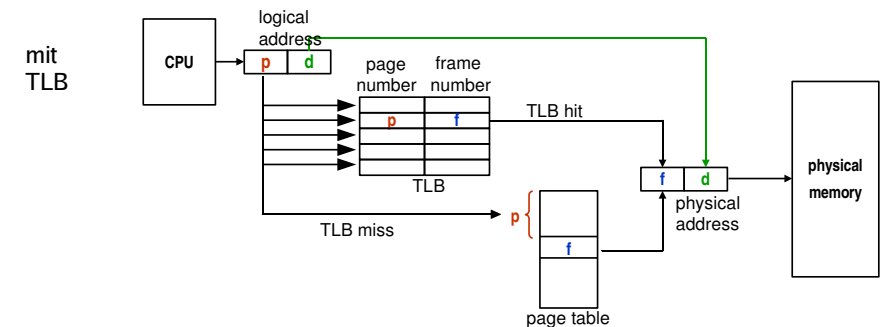 mit
TLB
CPU
logical
address
p d
page
number
frame
number
p f
TLB
TLB hit
TLB miss
p
f
page table
f d
physical
address
physical
memory